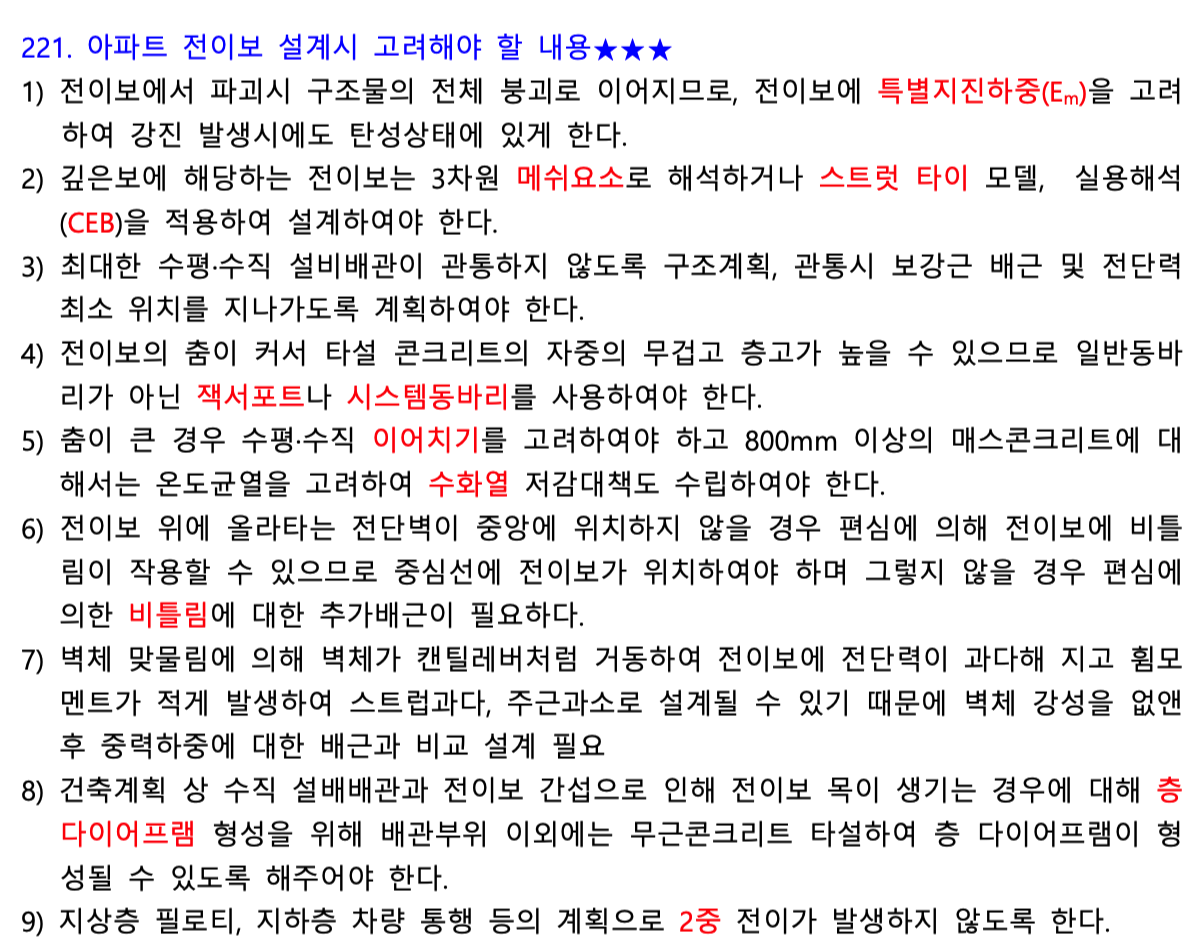 221. 아파트 전이보 설계시 고려해야 할 내용★★★
1) 전이보에서 파괴시 구조물의 전체 붕괴로 이어지므로, 전이보에 특별지진하중(Em)을 고려
하여 강진 발생시에도 탄성상태에 있게 한다.
2) 깊은보에 해당하는 전이보는 3차원 메쉬요소로 해석하거나 스트럿 타이 모델, 실용해석
(CEB)을 적용하여 설계하여야 한다.
3) 최대한 수평·수직 설비배관이 관통하지 않도록 구조계획, 관통시 보강근 배근 및 전단력
최소 위치를 지나가도록 계획하여야 한다.
4) 전이보의 춤이 커서 타설 콘크리트의 자중의 무겁고 층고가 높을 수 있으므로 일반동바
리가 아닌 잭서포트나 시스템동바리를 사용하여야 한다.
5) 춤이 큰 경우 수평·수직 이어치기를 고려하여야 하고 800mm 이상의 매스콘크리트에 대
해서는 온도균열을 고려하여 수화열 저감대책도 수립하여야 한다.
6) 전이보 위에 올라타는 전단벽이 중앙에 위치하지 않을 경우 편심에 의해 전이보에 비틀
림이 작용할 수 있으므로 중심선에 전이보가 위치하여야 하며 그렇지 않을 경우 편심에
의한 비틀림에 대한 추가배근이 필요하다.
7) 벽체 맞물림에 의해 벽체가 캔틸레버처럼 거동하여 전이보에 전단력이 과다해 지고 휨모
멘트가 적게 발생하여 스트럽과다, 주근과소로 설계될 수 있기 때문에 벽체 강성을 없앤
후 중력하중에 대한 배근과 비교 설계 필요
8) 건축계획 상 수직 설배배관과 전이보 간섭으로 인해 전이보 목이 생기는 경우에 대해 층
다이어프램 형성을 위해 배관부위 이외에는 무근콘크리트 타설하여 층 다이어프램이 형
성될 수 있도록 해주어야 한다.
9) 지상층 필로티, 지하층 차량 통행 등의 계획으로 2중 전이가 발생하지 않도록 한다.